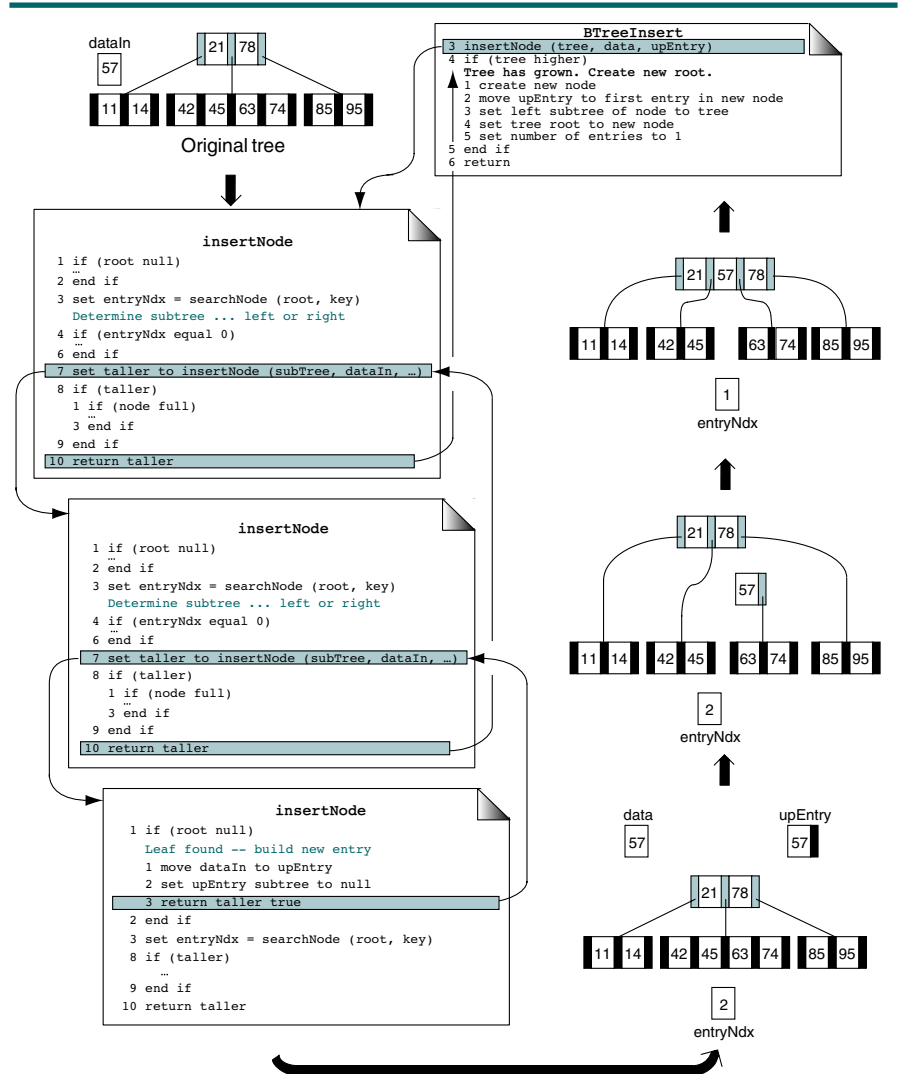 dataIn
57
21 78
11 14 42 45 63 74 85 95
Original tree
BTreeInsert
3 insertNode (tree, data, upEntry)
4 if (tree higher)
Tree has grown. Create new root.
1 create new node
2 move upEntry to first entry in new node
3 set left subtree of node to tree
4 set tree root to new node
5 set number of entries to 1
5 end if
6 return
insertNode
1 if (root null)
…
2 end if
3 set entryNdx = searchNode (root, key)
Determine subtree ... left or right
4 if (entryNdx equal 0)
…
6 end if
7 set taller to insertNode (subTree, dataIn, …)
8 if (taller)
1 if (node full)
…
3 end if
9 end if
10 return taller
insertNode
1 if (root null)
…
2 end if
3 set entryNdx = searchNode (root, key)
Determine subtree ... left or right
4 if (entryNdx equal 0)
…
6 end if
7 set taller to insertNode (subTree, dataIn, …)
8 if (taller)
1 if (node full)
…
3 end if
9 end if
10 return taller
insertNode
1 if (root null)
Leaf found -- build new entry
1 move dataIn to upEntry
2 set upEntry subtree to null
3 return taller true
2 end if
3 set entryNdx = searchNode (root, key)
8 if (taller)
…
9 end if
10 return taller
21 57 78
11 14 42 45 63 74 85 95
1
entryNdx
21 78
57
11 14 42 45 63 74 85 95
2
entryNdx
data upEntry
57 57
21 78
11 14 42 45 63 74 85 95
2
entryNdx